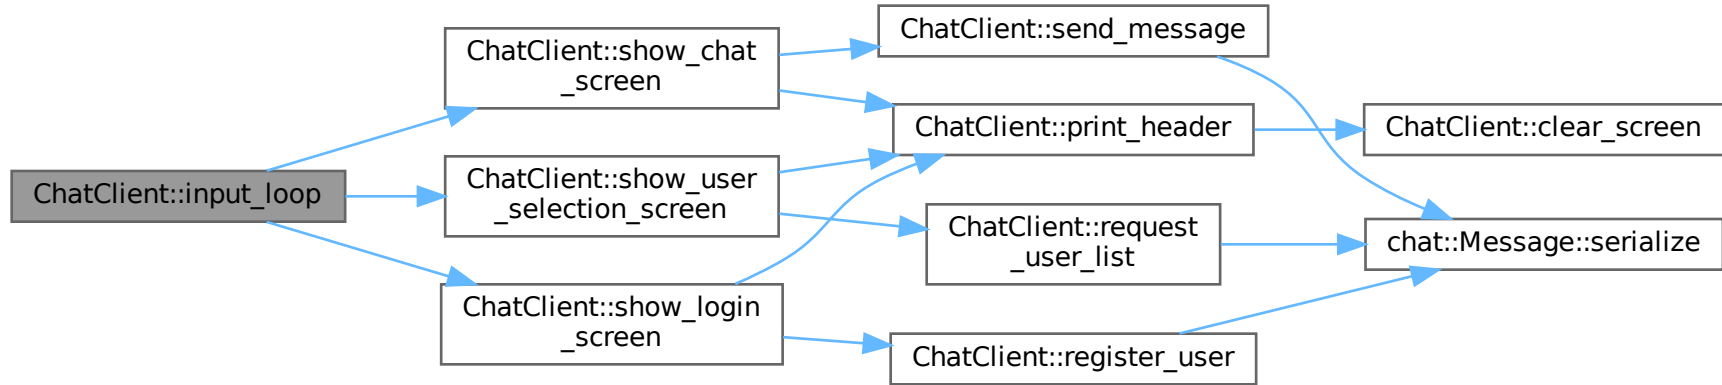 ChatClient::input_loop
ChatClient::show_chat
_screen
ChatClient::show_user
_selection_screen
ChatClient::show_login
_screen
ChatClient::send_message
ChatClient::print_header
ChatClient::request
_user_list
ChatClient::register_user
ChatClient::clear_screen
chat::Message::serialize